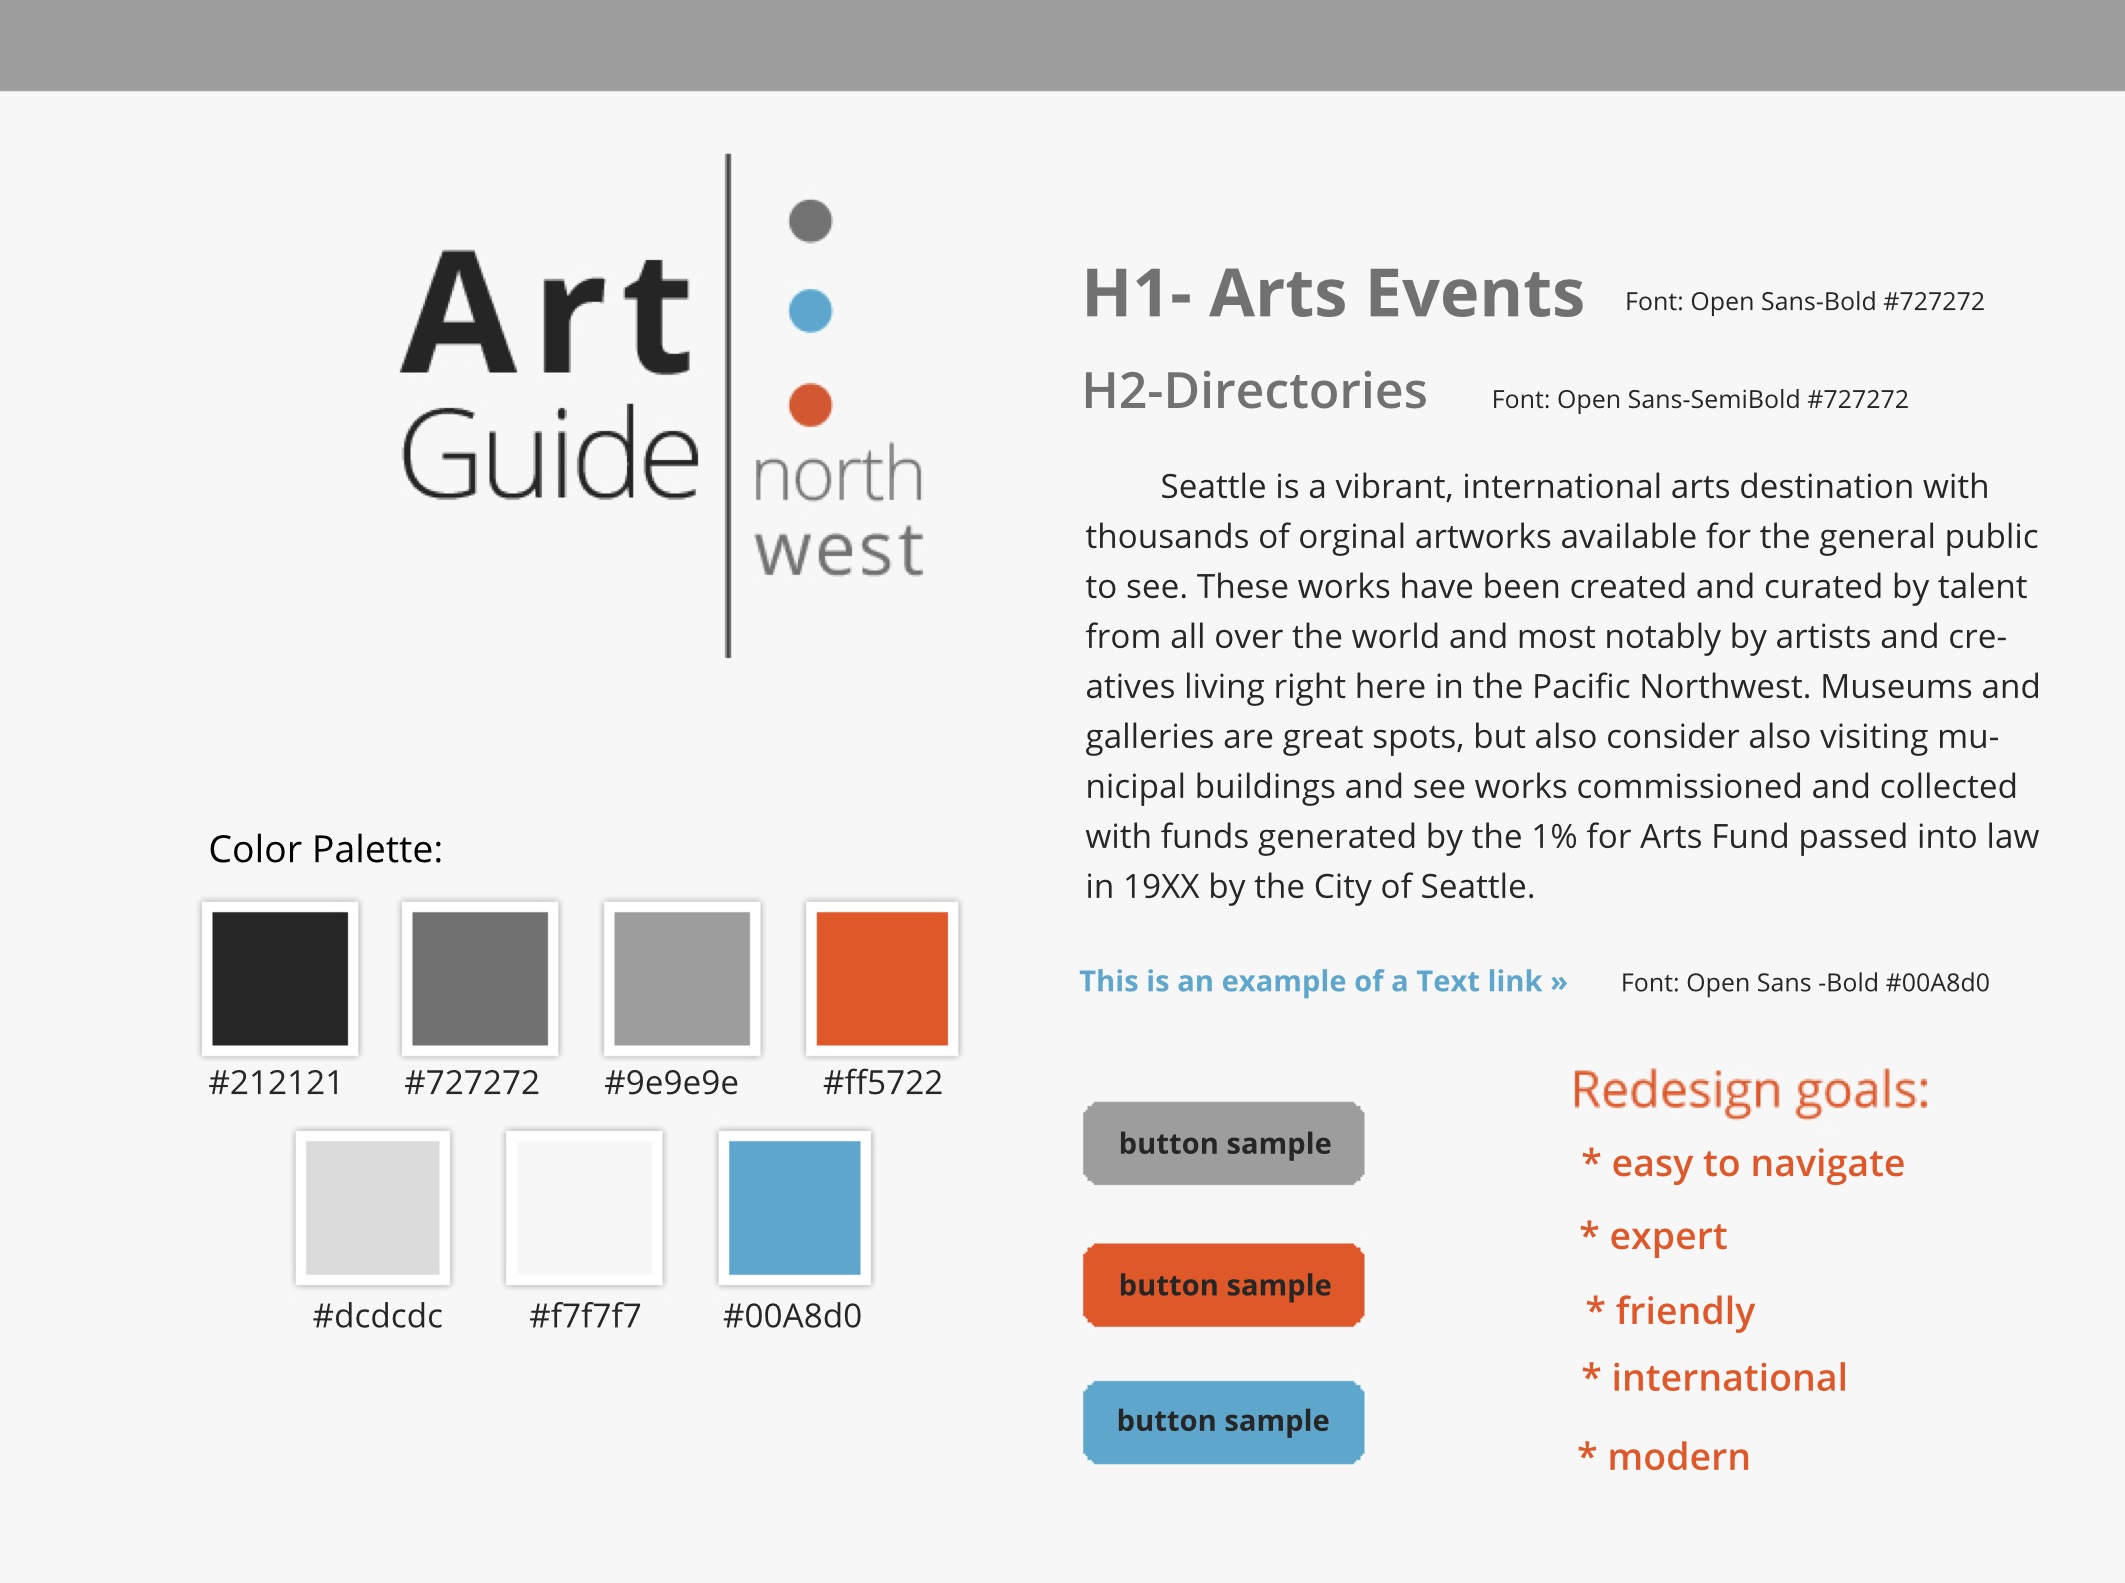 Art
Guide
north
west
H1- Arts Events
Font: Open Sans-Bold #727272
H2-Directories
Font: Open Sans-SemiBold #727272
Seattle is a vibrant, international arts destination with
thousands of orginal artworks available for the general public
to see. These works have been created and curated by talent
from all over the world and most notably by artists and cre-
atives living right here in the Pacific Northwest. Museums and
galleries are great spots, but also consider also visiting mu-
nicipal buildings and see works commissioned and collected
with funds generated by the 1% for Arts Fund passed into law
in 19XX by the City of Seattle.
This is an example of a Text link »
Font: Open Sans -Bold #00A8d0
Color Palette:
#212121
#727272
#9e9e9e
#ff5722
#dcdcdc
#f7f7f7
#00A8d0
button sample
button sample
button sample
Redesign goals:
* easy to navigate
* expert
* friendly
* international
* modern